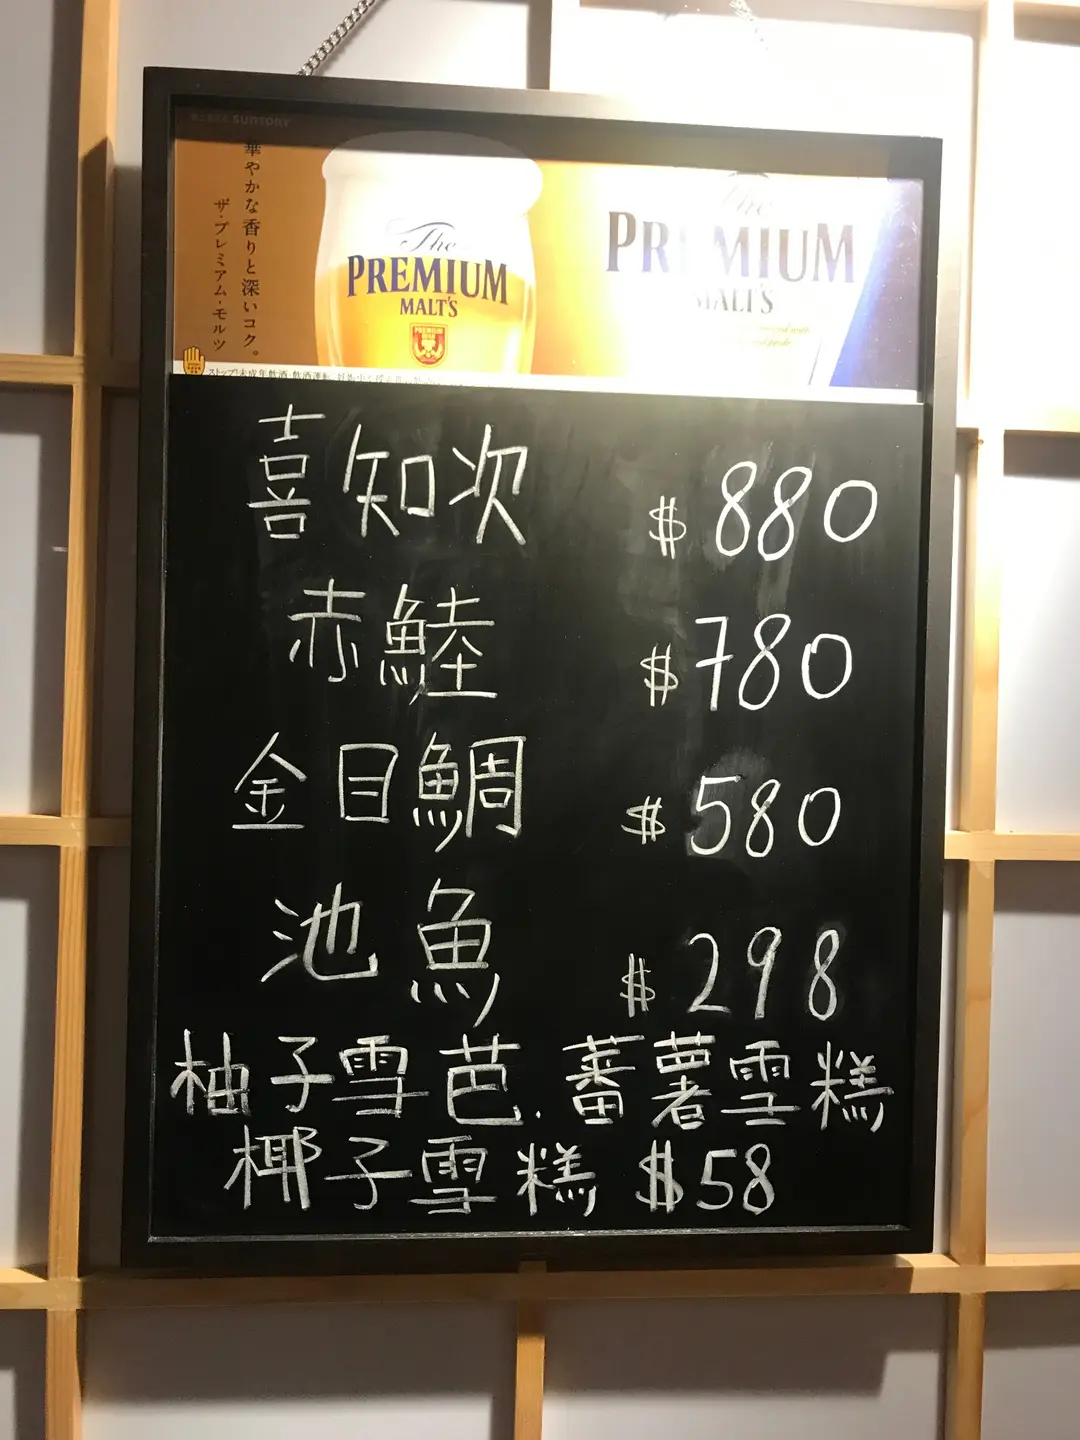 SUNTORY
華やかな香りと深いコク。
ザ・プレミアム・モルツ
The
PREMIUM
MALT'S
The
PREMIUM
MALT'S
喜知次 $880
赤鯥 $780
金目鯛 $580
池魚 $298
柚子雪芭.蕃薯雪糕
椰子雪糕 $58